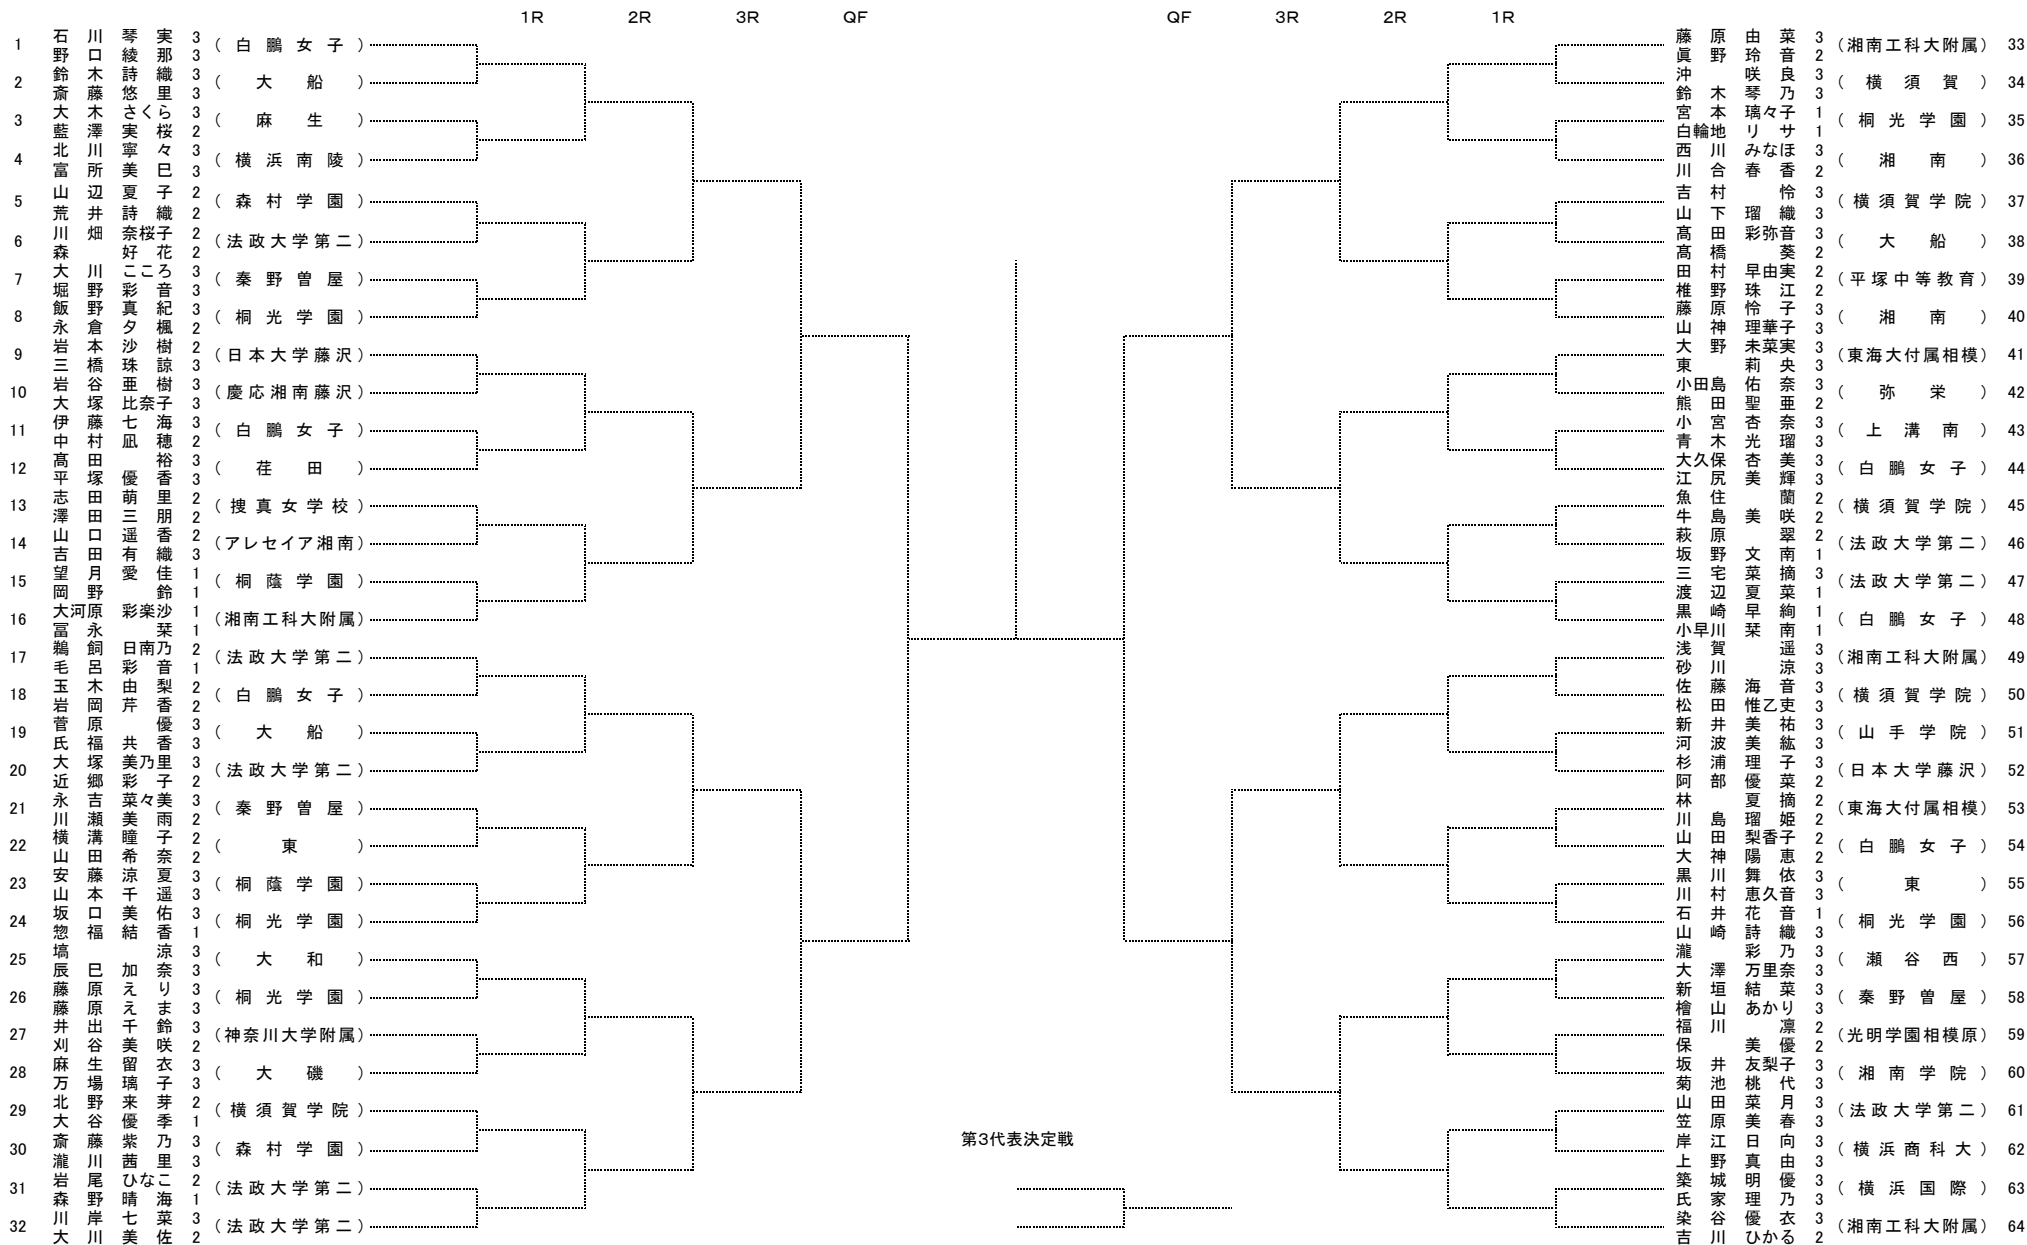 1R 2R 3R QF QF 3R 2R 1R
1 石川琴実 3 野口綾那 3 (白鵬女子)
2 鈴木詩織 3 斎藤悠里 3 (大船)
3 大木さくら 3 藍澤実桜 2 (麻生)
4 北川寧々 3 富所美巳 3 (横浜南陵)
5 山辺夏子 2 荒井詩織 2 (森村学園)
6 川畑奈桜子 2 森好花 2 (法政大学第二)
7 大川こころ 3 堀野彩音 3 (秦野曽屋)
8 飯野真紀 3 永倉夕楓 2 (桐光学園)
9 岩本沙樹 2 三橋珠諒 3 (日本大学藤沢)
10 岩谷亜樹 3 大塚比奈子 3 (慶応湘南藤沢)
11 伊藤七海 3 中村凪穂 2 (白鵬女子)
12 髙田裕 3 平塚優香 3 (荏田)
13 志田萌里 2 澤田三朋 2 (捜真女学校)
14 山口遥香 2 吉田有織 3 (アレセイア湘南)
15 望月愛佳 1 岡野鈴 1 (桐蔭学園)
16 大河原彩楽沙 1 冨永栞 1 (湘南工科大附属)
17 鵜飼日南乃 2 毛呂彩音 1 (法政大学第二)
18 玉木由梨 2 岩岡芹香 2 (白鵬女子)
19 菅原優 3 氏福共香 3 (大船)
20 大塚美乃里 3 近郷彩子 2 (法政大学第二)
21 永吉菜々美 3 川瀬美雨 2 (秦野曽屋)
22 横溝瞳子 2 山田希奈 2 (東)
23 安藤涼夏 3 山本千遥 3 (桐蔭学園)
24 坂口美佑 3 惣福結香 1 (桐光学園)
25 塙涼 3 辰巳加奈 3 (大和)
26 藤原えり 3 藤原えま 3 (桐光学園)
27 井出千鈴 3 刈谷美咲 2 (神奈川大学附属)
28 麻生留衣 3 万場璃子 3 (大磯)
29 北野来芽 2 大谷優季 1 (横須賀学院)
30 斎藤紫乃 3 瀧川茜里 3 (森村学園)
31 岩尾ひなこ 2 森野晴海 1 (法政大学第二)
32 川岸七菜 3 大川美佐 2 (法政大学第二)
第3代表決定戦
藤原由菜 3 眞野玲音 2 (湘南工科大附属) 33
沖咲良 3 鈴木琴乃 3 (横須賀) 34
宮本璃々子 1 白輪地リサ 1 (桐光学園) 35
西川みなほ 3 川合春香 2 (湘南) 36
吉村怜 3 山下瑠織 3 (横須賀学院) 37
髙田彩弥音 3 髙橋葵 2 (大船) 38
田村早由実 2 椎野珠江 2 (平塚中等教育) 39
藤原怜子 3 山神理華子 3 (湘南) 40
大野未菜実 3 東莉央 3 (東海大付属相模) 41
小田島佑奈 3 熊田聖亜 2 (弥栄) 42
小宮杏奈 3 青木光瑠 3 (上溝南) 43
大久保杏美 3 江尻美輝 3 (白鵬女子) 44
魚住蘭 2 牛島美咲 2 (横須賀学院) 45
萩原翠 2 坂野文南 1 (法政大学第二) 46
三宅菜摘 3 渡辺夏菜 1 (法政大学第二) 47
黒崎早絢 1 小早川栞南 1 (白鵬女子) 48
浅賀遥 3 砂川涼 3 (湘南工科大附属) 49
佐藤海音 3 松田惟乙吏 3 (横須賀学院) 50
新井美祐 3 河波美紘 3 (山手学院) 51
杉浦理子 3 阿部優菜 2 (日本大学藤沢) 52
林夏摘 2 川島瑠姫 2 (東海大付属相模) 53
山田梨香子 2 大神陽恵 2 (白鵬女子) 54
黒川舞依 3 川村恵久音 3 (東) 55
石井花音 1 山崎詩織 3 (桐光学園) 56
瀧彩乃 3 大澤万里奈 3 (瀬谷西) 57
新垣結菜 3 檜山あかり 3 (秦野曽屋) 58
福川凛 2 保美優 2 (光明学園相模原) 59
坂井友梨子 3 菊池桃代 3 (湘南学院) 60
山田菜月 3 笠原美春 3 (法政大学第二) 61
岸江日向 3 上野真由 3 (横浜商科大) 62
築城明優 3 氏家理乃 3 (横浜国際) 63
染谷優衣 3 吉川ひかる 2 (湘南工科大附属) 64